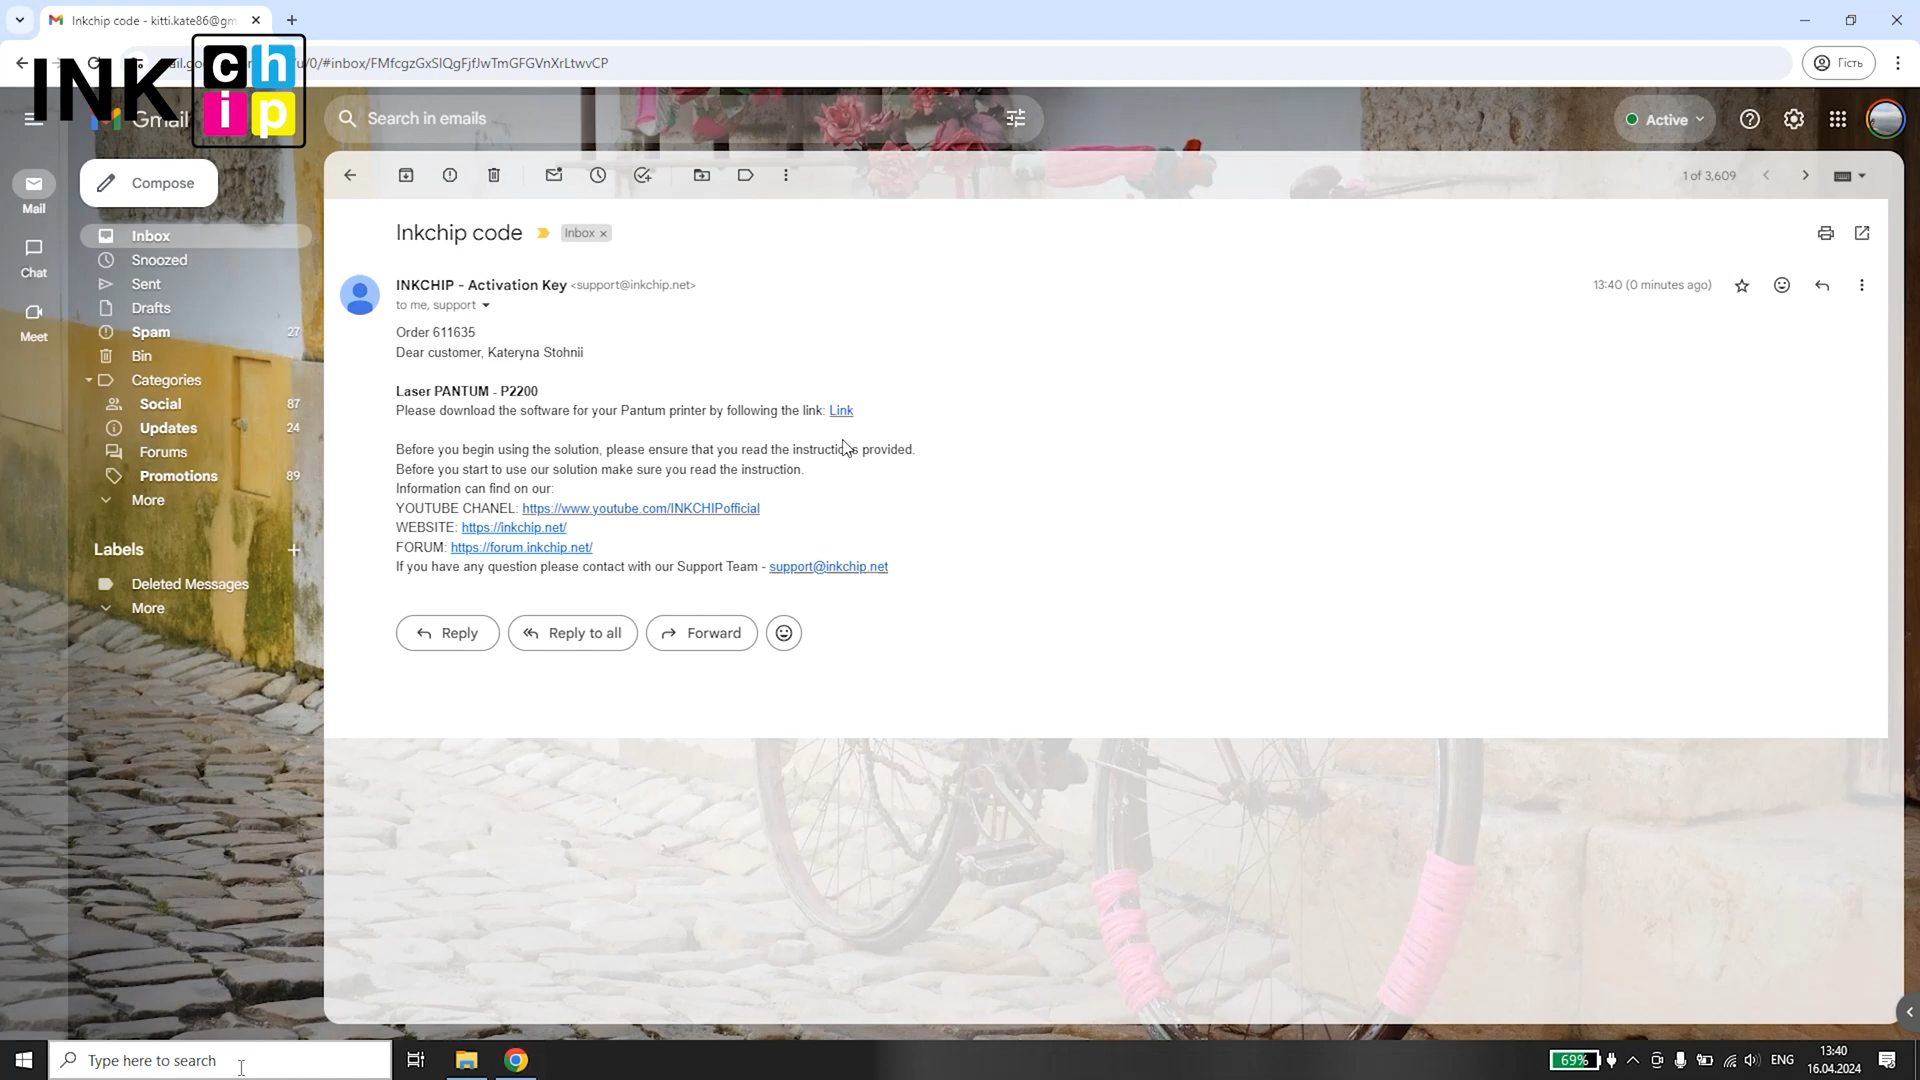 Inkchip code - kitti.kate86@gm
/u/0/#inbox/FMfcgzGxSlQgFjfJwTmGFGVnXrLtwvCP
Гість
INK chip
Gmail
Search in emails
Active
Compose
1 of 3,609
Mail
Inkchip code
Inbox ×
Inbox
Snoozed
Chat
INKCHIP - Activation Key <support@inkchip.net>
13:40 (0 minutes ago)
Sent
to me, support
Drafts
Meet
Spam 27
Order 611635
Bin
Dear customer, Kateryna Stohnii
Categories
Laser PANTUM - P2200
Social 87
Please download the software for your Pantum printer by following the link: Link
Updates 24
Forums
Before you begin using the solution, please ensure that you read the instructions provided.
Promotions 89
Before you start to use our solution make sure you read the instruction.
More
Information can find on our:
YOUTUBE CHANEL: https://www.youtube.com/INKCHIPofficial
WEBSITE: https://inkchip.net/
FORUM: https://forum.inkchip.net/
Labels
If you have any question please contact with our Support Team - support@inkchip.net
Deleted Messages
More
Reply
Reply to all
Forward
Type here to search
69%
ENG
13:40
16.04.2024